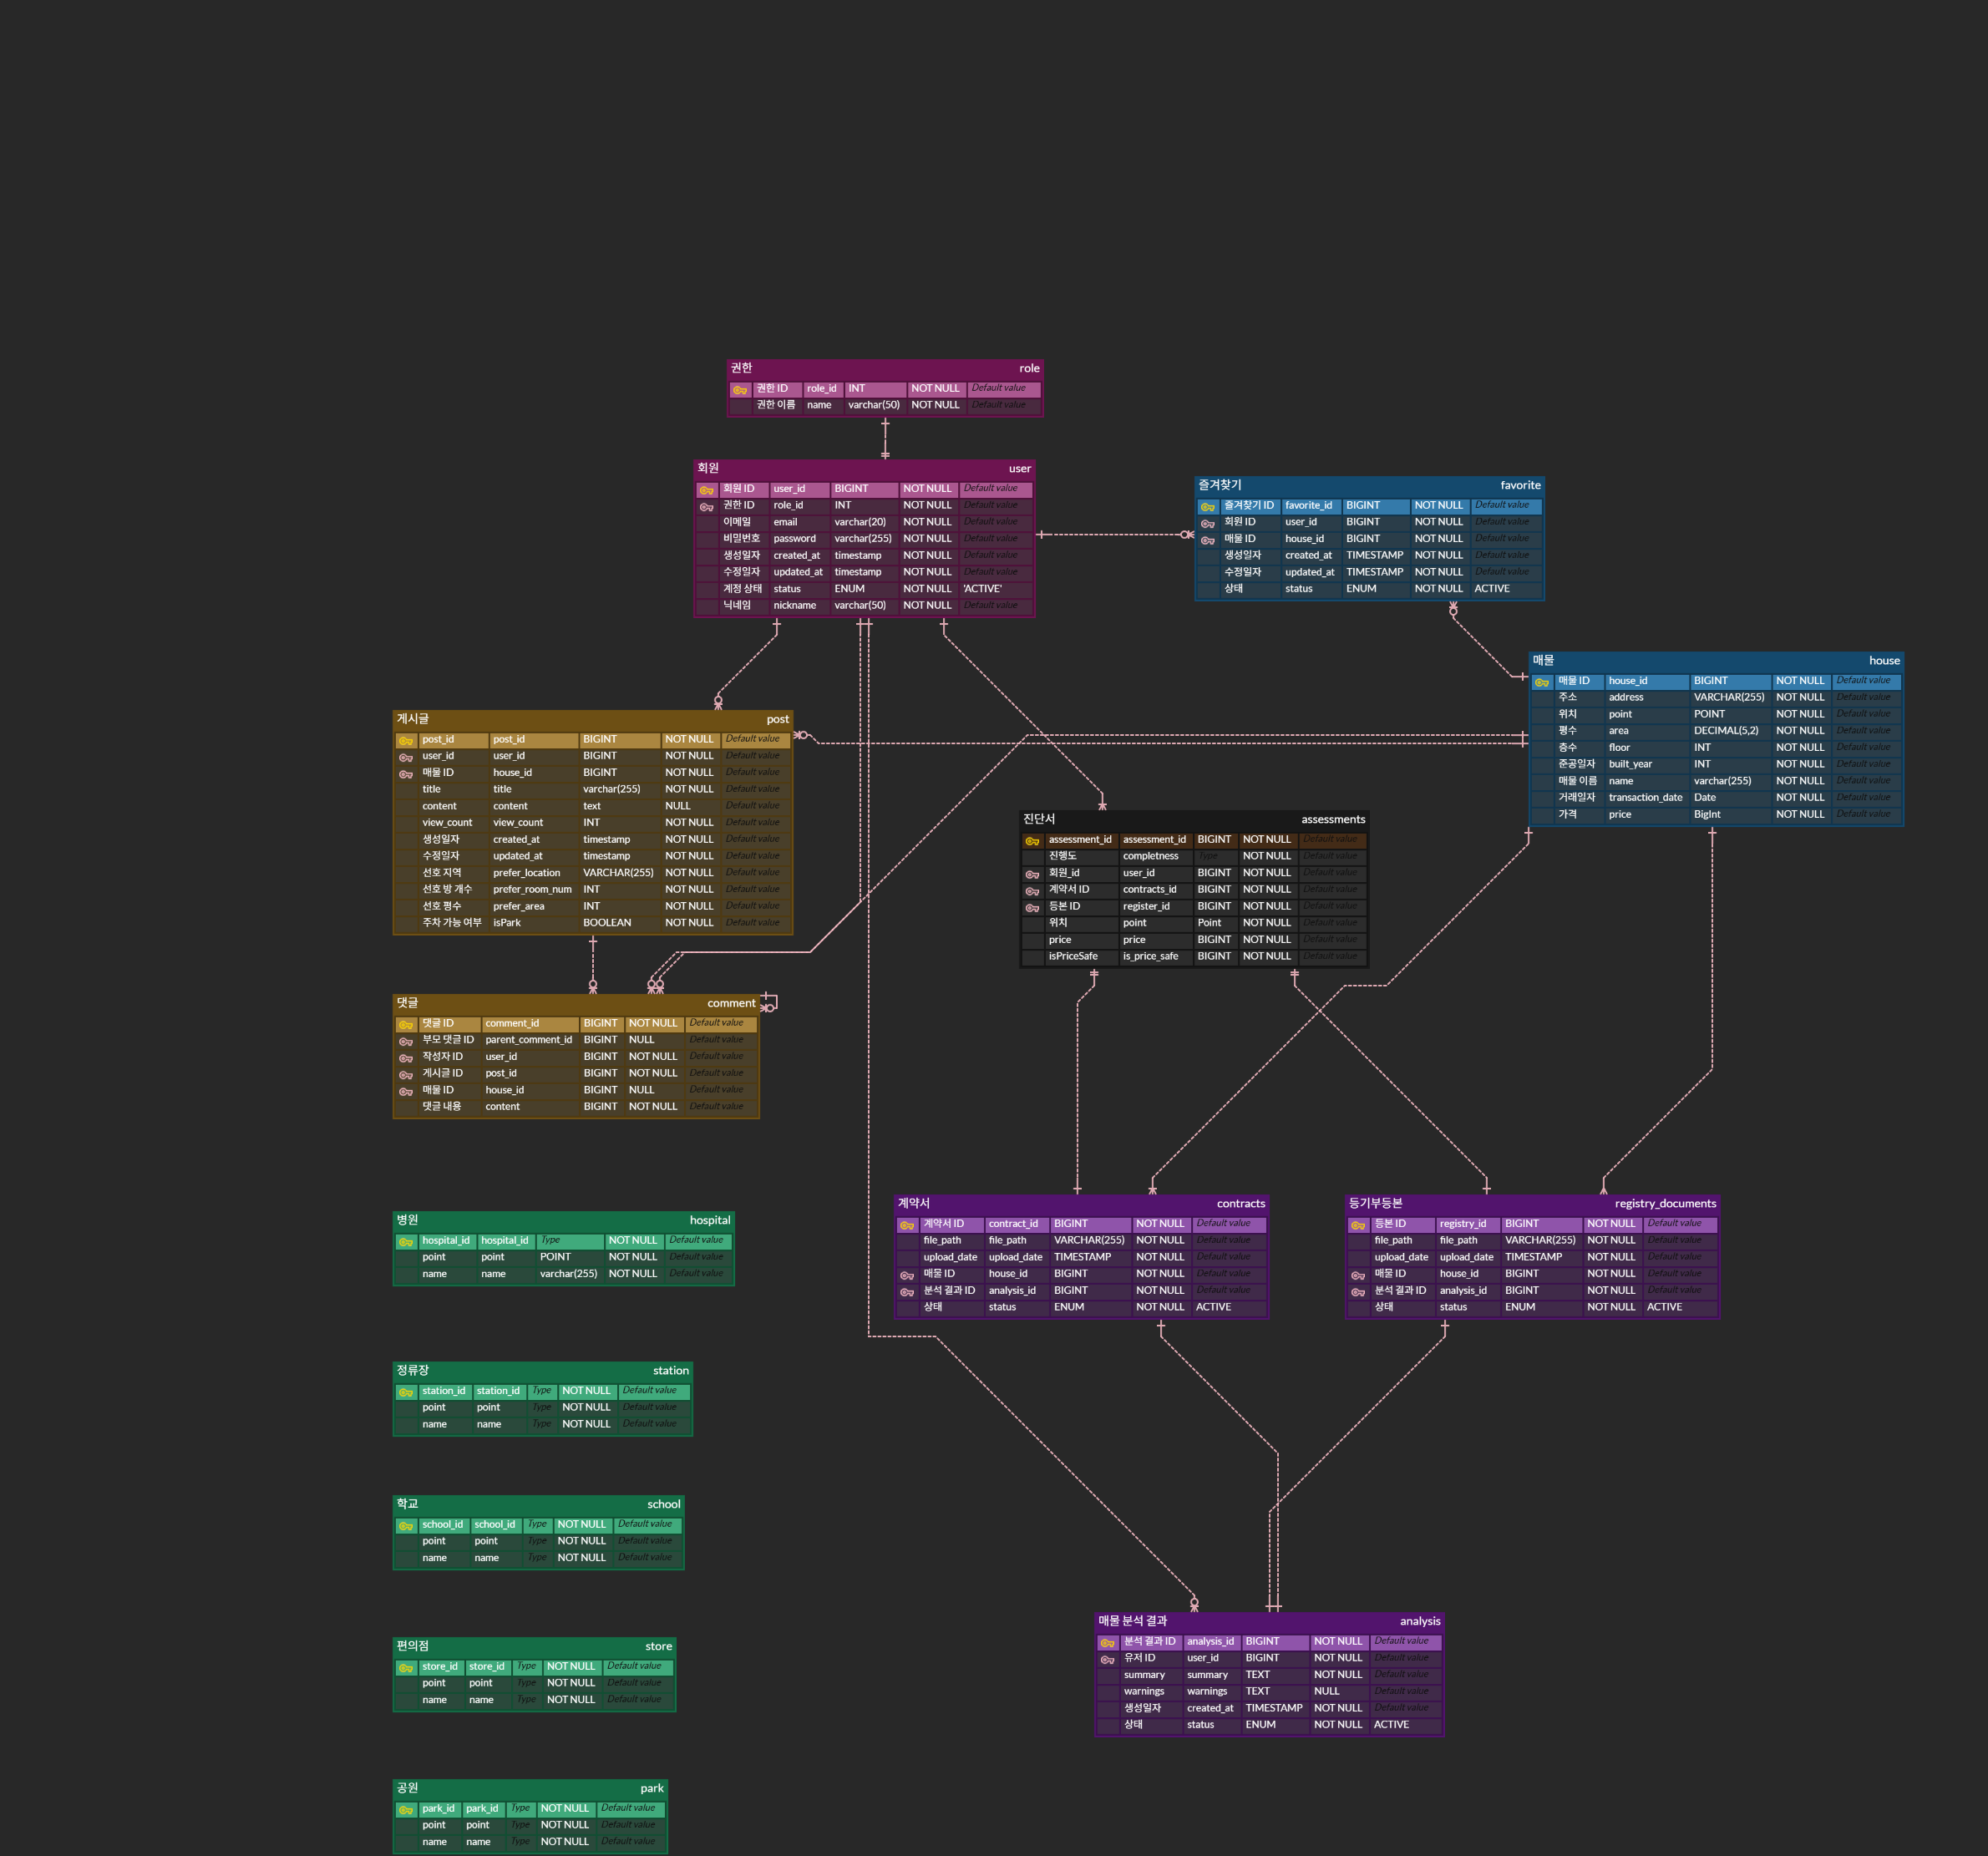 권한 role
권한 ID role_id INT NOT NULL Default value
권한 이름 name varchar(50) NOT NULL Default value
회원 user
회원 ID user_id BIGINT NOT NULL Default value
권한 ID role_id INT NOT NULL Default value
이메일 email varchar(20) NOT NULL Default value
비밀번호 password varchar(255) NOT NULL Default value
생성일자 created_at timestamp NOT NULL Default value
수정일자 updated_at timestamp NOT NULL Default value
계정 상태 status ENUM NOT NULL 'ACTIVE'
닉네임 nickname varchar(50) NOT NULL Default value
즐겨찾기 favorite
즐겨찾기 ID favorite_id BIGINT NOT NULL Default value
회원 ID user_id BIGINT NOT NULL Default value
매물 ID house_id BIGINT NOT NULL Default value
생성일자 created_at TIMESTAMP NOT NULL Default value
수정일자 updated_at TIMESTAMP NOT NULL Default value
상태 status ENUM NOT NULL ACTIVE
매물 house
매물 ID house_id BIGINT NOT NULL Default value
주소 address VARCHAR(255) NOT NULL Default value
위치 point POINT NOT NULL Default value
평수 area DECIMAL(5,2) NOT NULL Default value
층수 floor INT NOT NULL Default value
준공일자 built_year INT NOT NULL Default value
매물 이름 name varchar(255) NOT NULL Default value
거래일자 transaction_date Date NOT NULL Default value
가격 price BigInt NOT NULL Default value
게시글 post
post_id post_id BIGINT NOT NULL Default value
user_id user_id BIGINT NOT NULL Default value
매물 ID house_id BIGINT NOT NULL Default value
title title varchar(255) NOT NULL Default value
content content text NULL Default value
view_count view_count INT NOT NULL Default value
생성일자 created_at timestamp NOT NULL Default value
수정일자 updated_at timestamp NOT NULL Default value
선호 지역 prefer_location VARCHAR(255) NOT NULL Default value
선호 방 개수 prefer_room_num INT NOT NULL Default value
선호 평수 prefer_area INT NOT NULL Default value
주차 가능 여부 isPark BOOLEAN NOT NULL Default value
진단서 assessments
assessment_id assessment_id BIGINT NOT NULL Default value
진행도 completness Type NOT NULL Default value
회원_id user_id BIGINT NOT NULL Default value
계약서 ID contracts_id BIGINT NOT NULL Default value
등본 ID register_id BIGINT NOT NULL Default value
위치 point Point NOT NULL Default value
price price BIGINT NOT NULL Default value
isPriceSafe is_price_safe BIGINT NOT NULL Default value
댓글 comment
댓글 ID comment_id BIGINT NOT NULL Default value
부모 댓글 ID parent_comment_id BIGINT NULL Default value
작성자 ID user_id BIGINT NOT NULL Default value
게시글 ID post_id BIGINT NOT NULL Default value
매물 ID house_id BIGINT NULL Default value
댓글 내용 content BIGINT NOT NULL Default value
계약서 contracts
계약서 ID contract_id BIGINT NOT NULL Default value
file_path file_path VARCHAR(255) NOT NULL Default value
upload_date upload_date TIMESTAMP NOT NULL Default value
매물 ID house_id BIGINT NOT NULL Default value
분석 결과 ID analysis_id BIGINT NOT NULL Default value
상태 status ENUM NOT NULL ACTIVE
등기부등본 registry_documents
등본 ID registry_id BIGINT NOT NULL Default value
file_path file_path VARCHAR(255) NOT NULL Default value
upload_date upload_date TIMESTAMP NOT NULL Default value
매물 ID house_id BIGINT NOT NULL Default value
분석 결과 ID analysis_id BIGINT NOT NULL Default value
상태 status ENUM NOT NULL ACTIVE
병원 hospital
hospital_id hospital_id Type NOT NULL Default value
point point POINT NOT NULL Default value
name name varchar(255) NOT NULL Default value
정류장 station
station_id station_id Type NOT NULL Default value
point point Type NOT NULL Default value
name name Type NOT NULL Default value
학교 school
school_id school_id Type NOT NULL Default value
point point Type NOT NULL Default value
name name Type NOT NULL Default value
편의점 store
store_id store_id Type NOT NULL Default value
point point Type NOT NULL Default value
name name Type NOT NULL Default value
매물 분석 결과 analysis
분석 결과 ID analysis_id BIGINT NOT NULL Default value
유저 ID user_id BIGINT NOT NULL Default value
summary summary TEXT NOT NULL Default value
warnings warnings TEXT NULL Default value
생성일자 created_at TIMESTAMP NOT NULL Default value
상태 status ENUM NOT NULL ACTIVE
공원 park
park_id park_id Type NOT NULL Default value
point point Type NOT NULL Default value
name name Type NOT NULL Default value